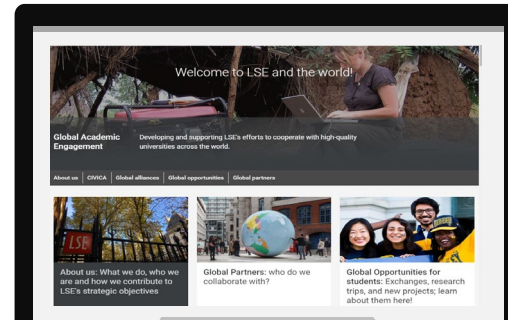 Welcome to LSE and the world!
Global Academic
Engagement
Developing and supporting LSE's efforts to cooperate with high-quality
universities across the world.
About us
CIVICA
Global alliances
Global opportunities
Global partners
LSE
About us: What we do, who we
are and how we contribute to
LSE's strategic objectives
Global Partners: who do we
collaborate with?
Global Opportunities for
students: Exchanges, research
trips, and new projects; learn
about them here!